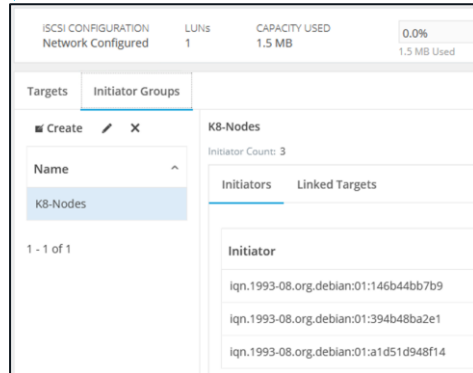 iSCSI CONFIGURATION
Network Configured
LUNs
1
CAPACITY USED
1.5 MB
0.0%
1.5 MB Used
Targets
Initiator Groups
Create
Name
K8-Nodes
1 - 1 of 1
K8-Nodes
Initiator Count: 3
Initiators
Linked Targets
Initiator
iqn.1993-08.org.debian:01:146b44bb7b9
iqn.1993-08.org.debian:01:394b48ba2e1
iqn.1993-08.org.debian:01:a1d51d948f14